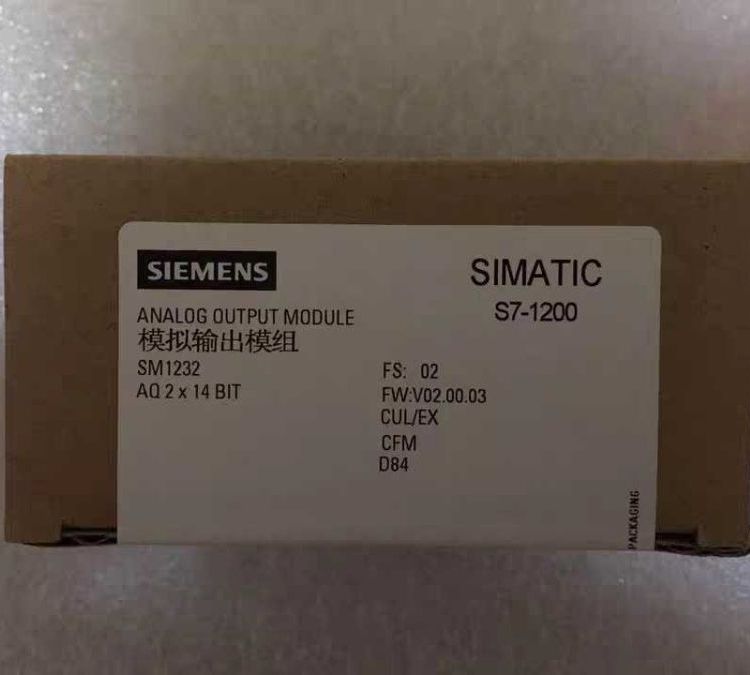 SIEMENS
SIMATIC
S7-1200
ANALOG OUTPUT MODULE
模拟输出模组
SM1232
AQ 2 x 14 BIT
FS: 02
FW:V02.00.03
CUL/EX
CFM
D84
PACKAGING